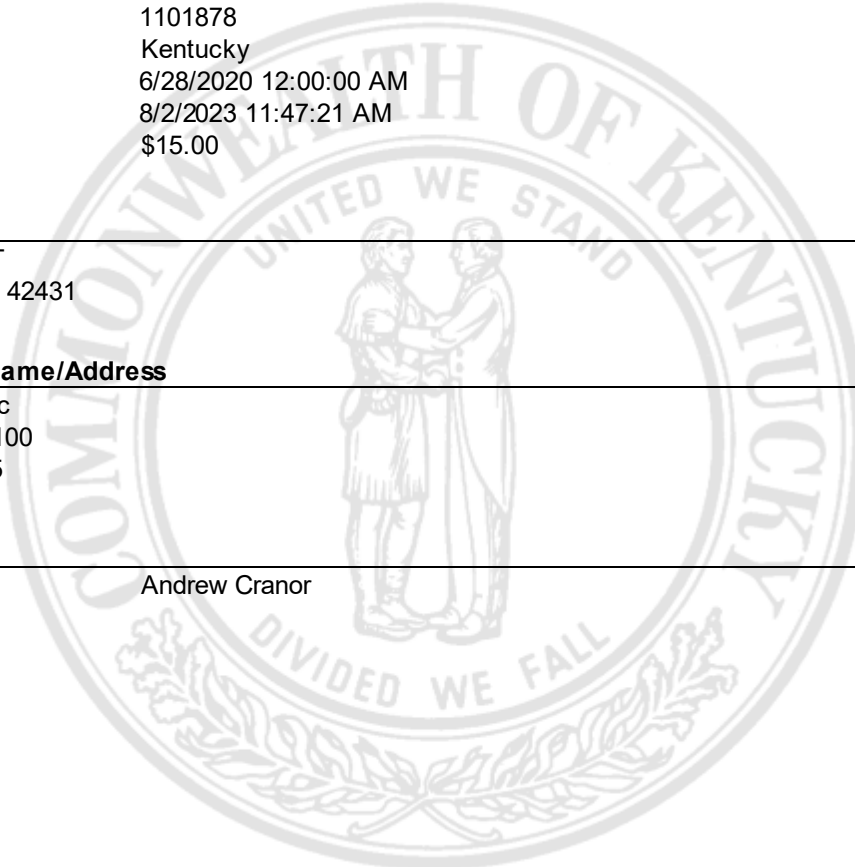 1101878
Kentucky
6/28/2020 12:00:00 AM
8/2/2023 11:47:21 AM
$15.00
COMMONWEALTH OF KENTUCKY
UNITED WE STAND
42431
ame/Address
c
100
Andrew Cranor
DIVIDED WE FALL